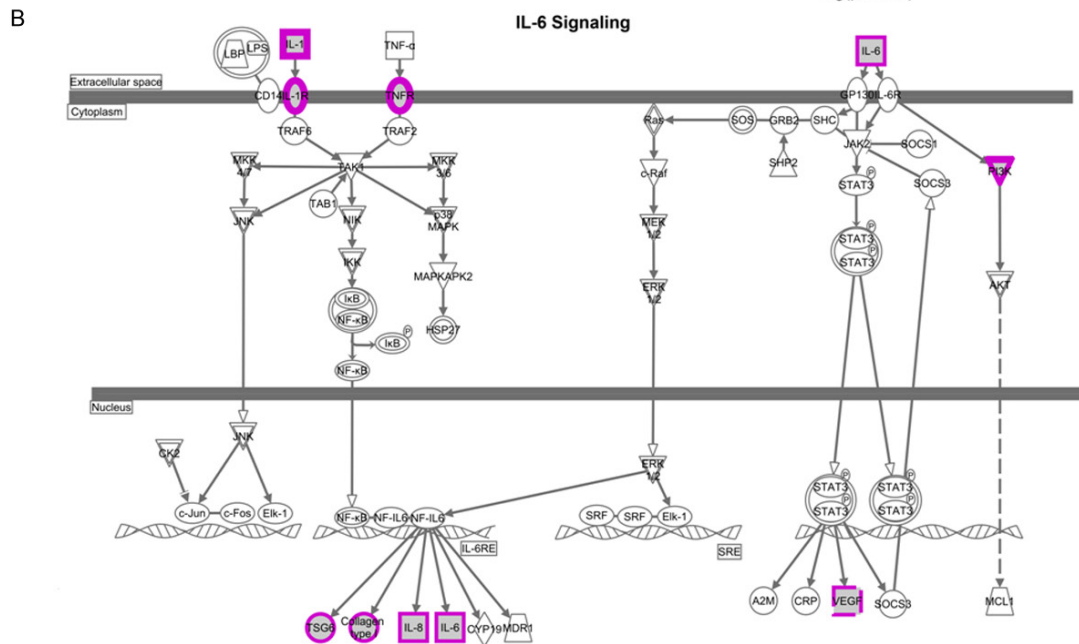 B
IL-6 Signaling
LPS
LBP
IL-1
TNF-α
IL-6
Extracellular space
CD14
IL-1R
TNFR
GP130
IL-6R
Cytoplasm
TRAF6
TRAF2
Ras
SOS
GRB2
SHC
JAK2
SOCS1
SHP2
MKK
4/7
TAK1
MKK
3/6
c-Raf
STAT3
P
SOCS3
PI3K
TAB1
JNK
NIK
p38
MAPK
MEK
1/2
STAT3
P
STAT3
P
IKK
MAPKAPK2
ERK
1/2
AKT
IκB
NF-κB
HSP27
IκB
P
NF-κB
Nucleus
CK2
JNK
ERK
1/2
STAT3
P
STAT3
P
STAT3
P
STAT3
P
c-Jun
c-Fos
Elk-1
NF-κB
NF-IL6
NF-IL6
SRF
SRF
Elk-1
IL-6RE
SRE
A2M
CRP
VEGF
SOCS3
MCL1
TSG6
Collagen
type I
IL-8
IL-6
CYP19
MDR1